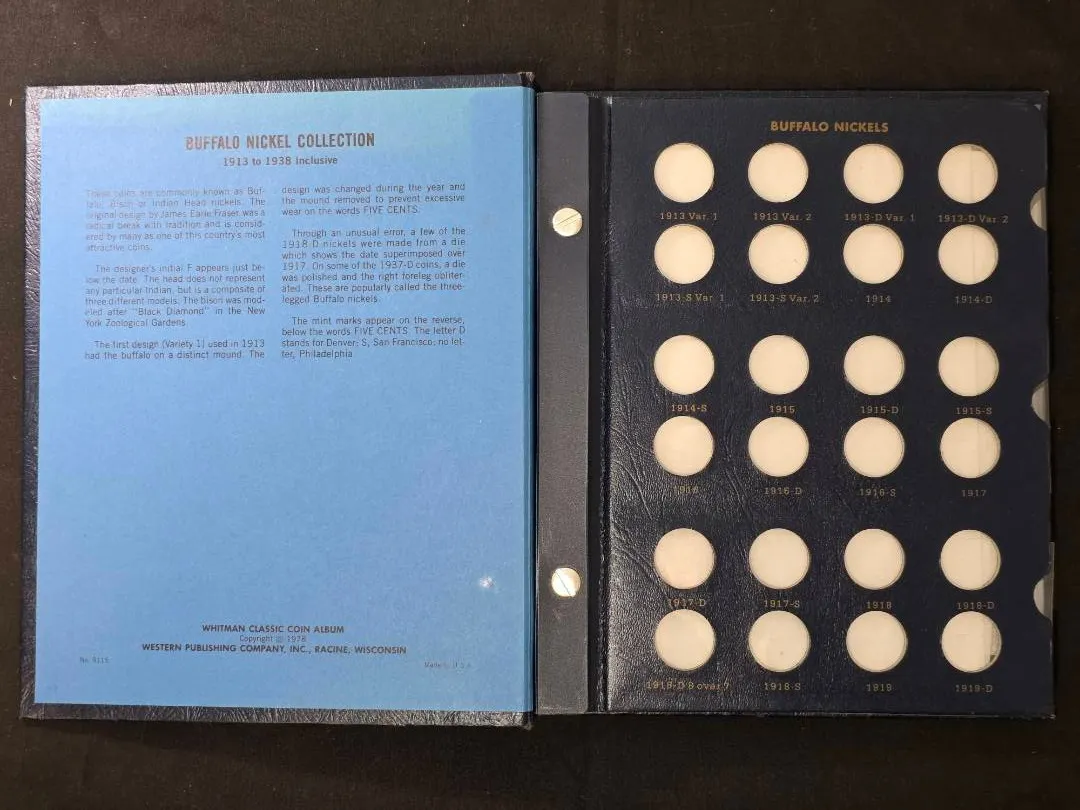 BUFFALO NICKEL COLLECTION
1913 to 1938 Inclusive
These coins are commonly known as Buf-
falo, Bison or Indian Head nickels. The
original design by James Earle Fraser was a
radical break with tradition and is consid-
ered by many as one of this country's most
attractive coins.
The designer's initial F appears just be-
low the date. The head does not represent
any particular Indian, but is a composite of
three different models. The bison was mod-
eled after "Black Diamond" in the New
York Zoological Gardens.
The first design (Variety 1) used in 1913
had the buffalo on a distinct mound. The
design was changed during the year and
the mound removed to prevent excessive
wear on the words FIVE CENTS.
Through an unusual error, a few of the
1918 D nickels were made from a die
which shows the date superimposed over
1917. On some of the 1937-D coins, a die
was polished and the right foreleg obliter-
ated. These are popularly called the three-
legged Buffalo nickels.
The mint marks appear on the reverse,
below the words FIVE CENTS. The letter D
stands for Denver; S, San Francisco; no let-
ter, Philadelphia.
WHITMAN CLASSIC COIN ALBUM
Copyright © 1978
WESTERN PUBLISHING COMPANY, INC., RACINE, WISCONSIN
No. 9115
Made in U.S.A.
BUFFALO NICKELS
1913 Var. 1 1913 Var. 2 1913-D Var. 1 1913-D Var. 2
1913-S Var. 1 1913-S Var. 2 1914 1914-D
1914-S 1915 1915-D 1915-S
1916 1916-D 1916-S 1917
1917-D 1917-S 1918 1918-D
1918-D 8 over 7 1918-S 1919 1919-D